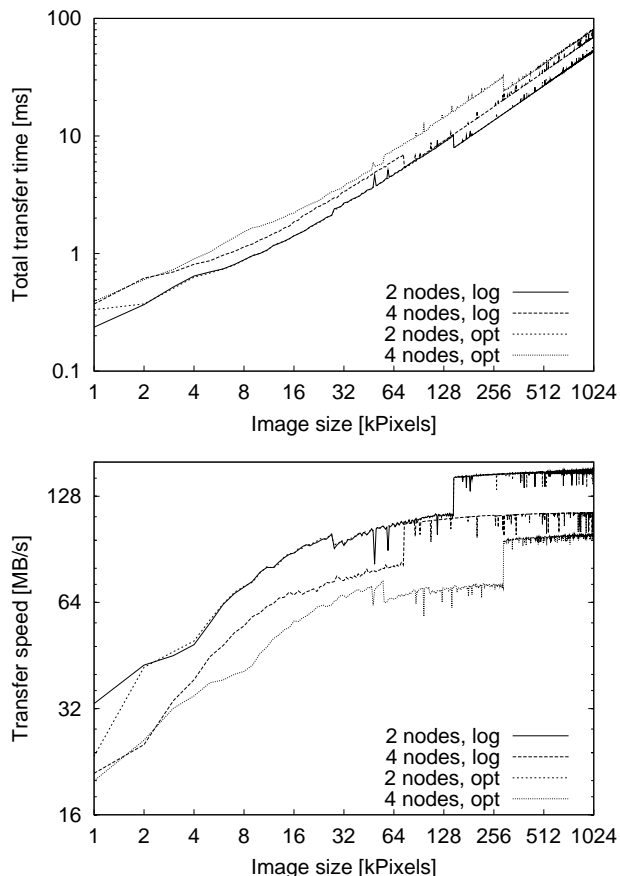 100
10
1
0.1
Total transfer time [ms]
2 nodes, log
4 nodes, log
2 nodes, opt
4 nodes, opt
1 2 4 8 16 32 64 128 256 512 1024
Image size [kPixels]
128
64
32
16
Transfer speed [MB/s]
2 nodes, log
4 nodes, log
2 nodes, opt
4 nodes, opt
1 2 4 8 16 32 64 128 256 512 1024
Image size [kPixels]